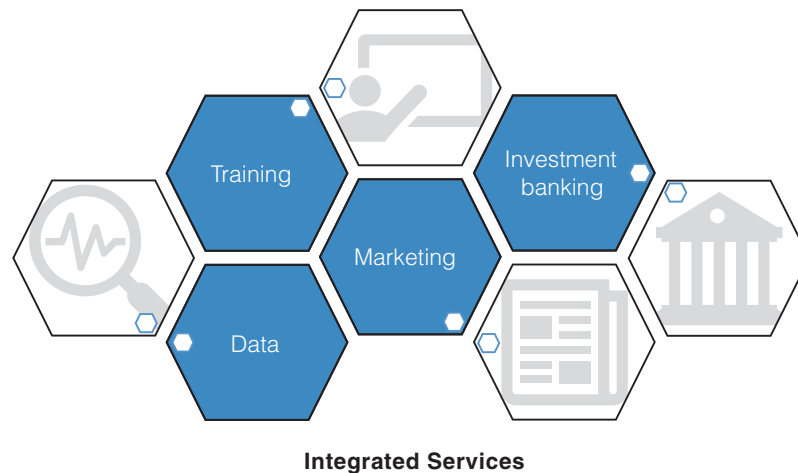 Training
Investment
banking
Marketing
Data
Integrated Services